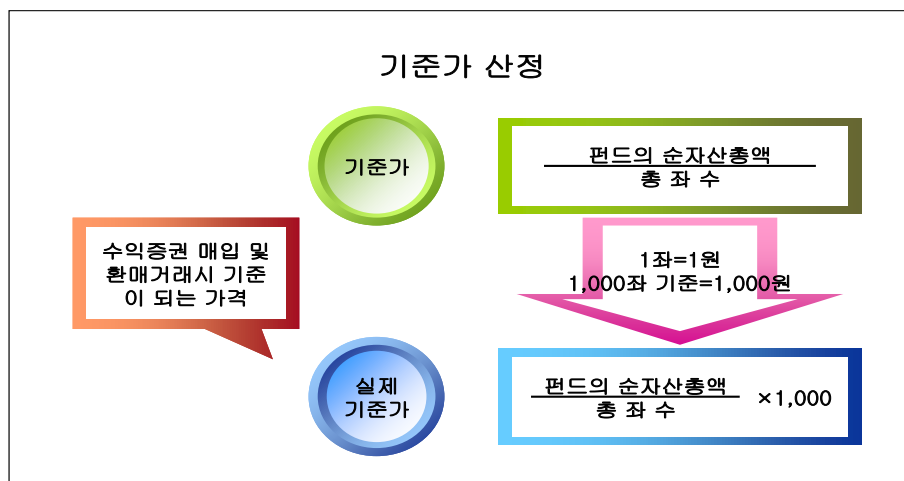 기준가 산정
기준가
펀드의 순자산총액
총 좌 수
수익증권 매입 및
환매거래시 기준
이 되는 가격
1좌=1원
1,000좌 기준=1,000원
실제
기준가
펀드의 순자산총액
총 좌 수
×1,000